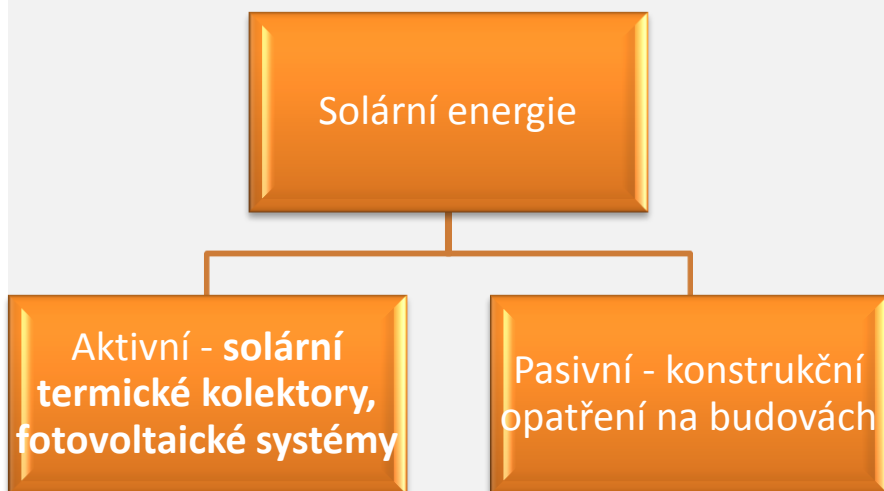 Solární energie
Aktivní - solární
termické kolektory,
fotovoltaické systémy
Pasivní - konstrukční
opatření na budovách